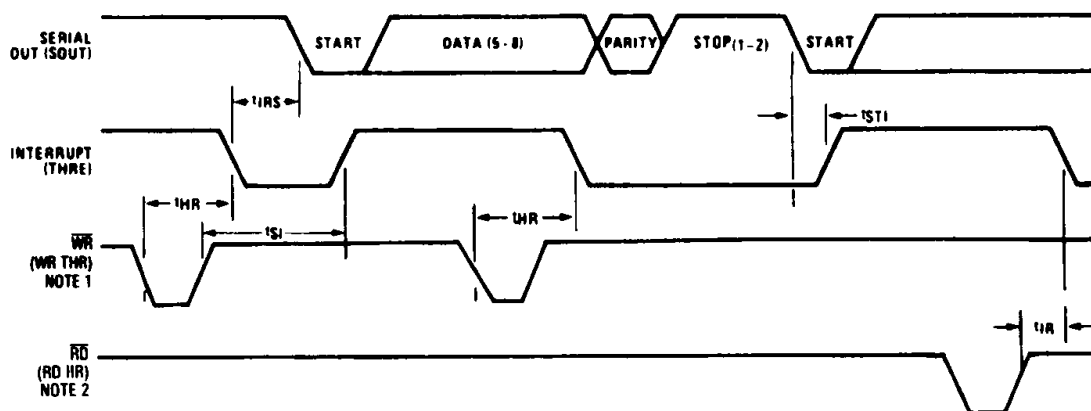 SERIAL
OUT (SOUT)
START
DATA (5 - 8)
PARITY
STOP(1-2)
START
tIRS
tSTI
INTERRUPT
(THRE)
tHR
tSI
tHR
WR
(WR THR)
NOTE 1
tIR
RD
(RD IIR)
NOTE 2